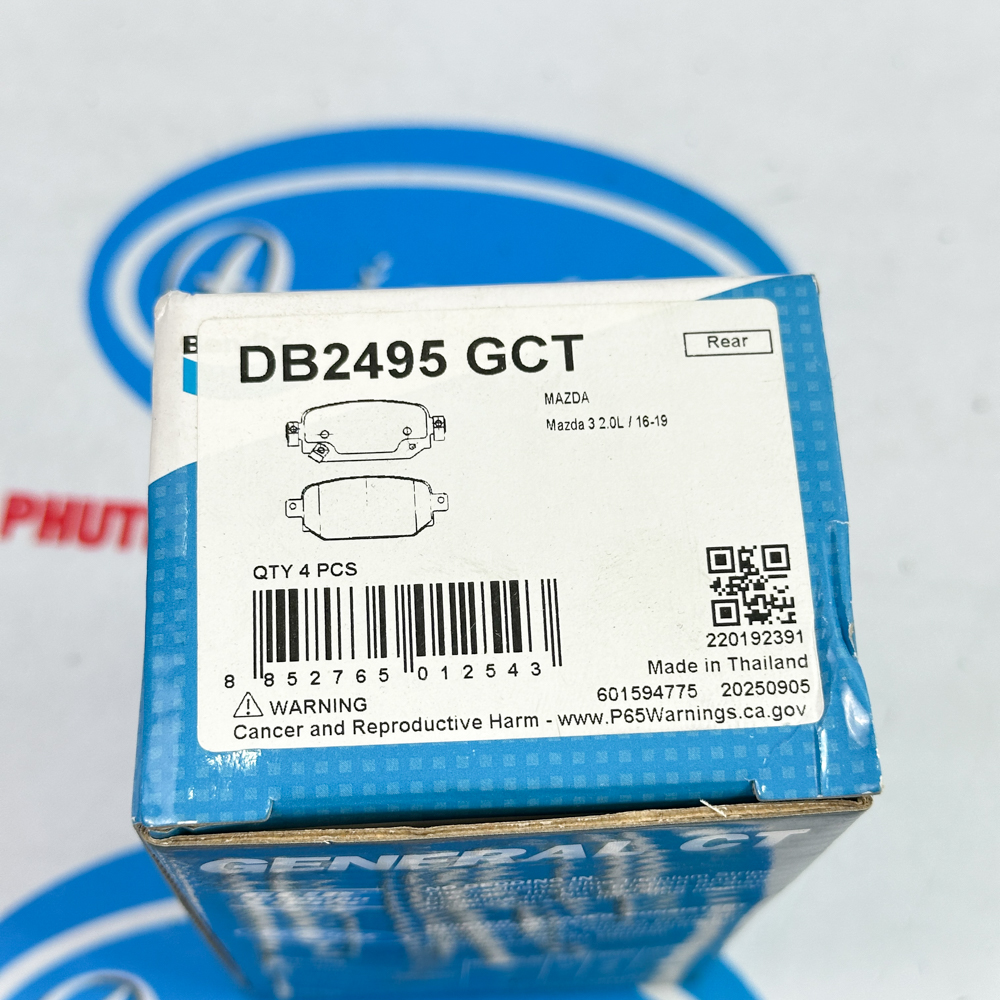 DB2495 GCT
Rear
MAZDA
Mazda 3 2.0L / 16-19
QTY 4 PCS
8 852765 012543
220192391
Made in Thailand
601594775 20250905
WARNING
Cancer and Reproductive Harm - www.P65Warnings.ca.gov
GENERAL CT
PHUT